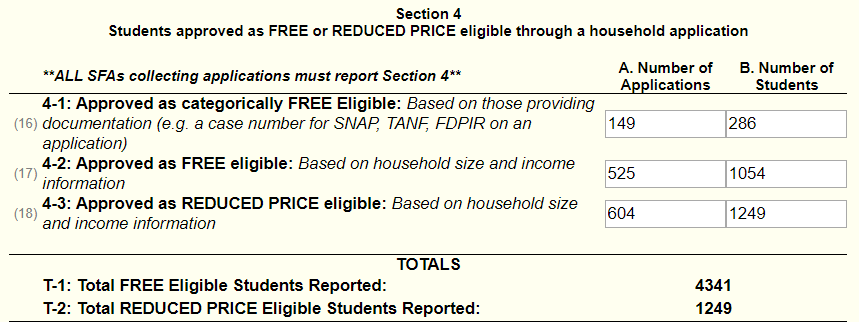 Section 4
Students approved as FREE or REDUCED PRICE eligible through a household application
**ALL SFAs collecting applications must report Section 4** A. Number of Applications B. Number of Students
4-1: Approved as categorically FREE Eligible: Based on those providing
(16) documentation (e.g. a case number for SNAP, TANF, FDPIR on an 149 286
application)
4-2: Approved as FREE eligible: Based on household size and income
(17) information 525 1054
4-3: Approved as REDUCED PRICE eligible: Based on household size
(18) and income information 604 1249
TOTALS
T-1: Total FREE Eligible Students Reported: 4341
T-2: Total REDUCED PRICE Eligible Students Reported: 1249